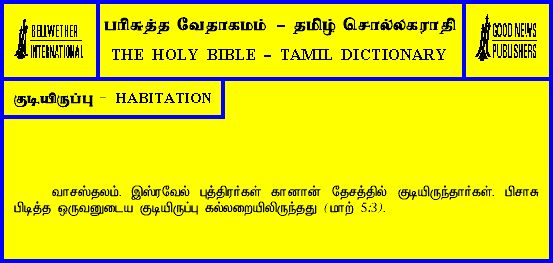 BELLWETHER
INTERNATIONAL
பரிசுத்த வேதாகமம் - தமிழ் சொல்லகராதி
THE HOLY BIBLE - TAMIL DICTIONARY
GOOD NEWS
PUBLISHERS
குடியிருப்பு - HABITATION
வாசஸ்தலம். இஸ்ரவேல் புத்திரர்கள் கானான் தேசத்தில் குடியிருந்தார்கள். பிசாசு
பிடித்த ஒருவனுடைய குடியிருப்பு கல்லறையிலிருந்தது (மாற் 5:3).